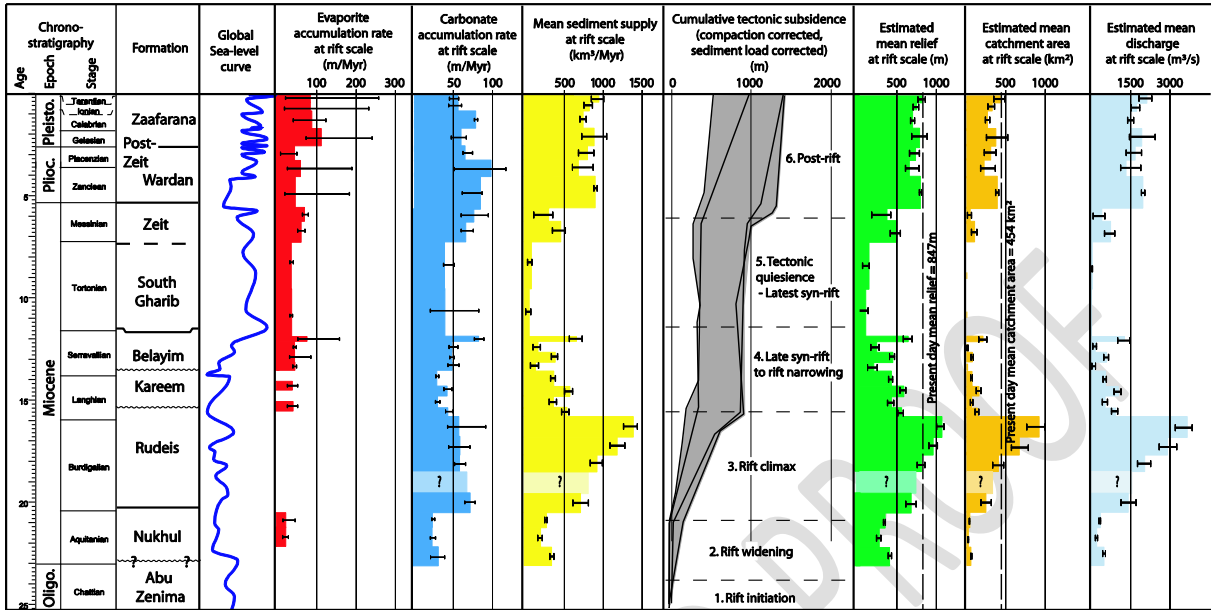 Chrono-
stratigraphy
Age
Epoch
Stage
Formation
Global
Sea-level
curve
Evaporite
accumulation rate
at rift scale
(m/Myr)
100 200
Carbonate
accumulation rate
at rift scale
(m/Myr)
50 100
Mean sediment supply
at rift scale
(km³/Myr)
500 1000 1500
Cumulative tectonic subsidence
(compaction corrected,
sediment load corrected)
(m)
0 1000 2000
Estimated
mean relief
at rift scale (m)
500 1000
Estimated mean
catchment area
at rift scale (km²)
500 1000
Estimated mean
discharge
at rift scale (m³/s)
1500 3000
5
10
15
20
25
Pleisto.
Plioc.
Miocene
Oligo.
Tarantian
Ionian
Calabrian
Gelasian
Piacenzian
Zanclean
Messinian
Tortonian
Serravallian
Langhian
Burdigalian
Aquitanian
Chattian
Zaafarana
Post-
Zeit
Wardan
Zeit
South
Gharib
Belayim
Kareem
Rudeis
Nukhul
? ?
Abu
Zenima
?
?
6. Post-rift
5. Tectonic
quiesience
- Latest syn-rift
4. Late syn-rift
to rift narrowing
3. Rift climax
2. Rift widening
1. Rift initiation
?
Present day mean relief = 847m
?
Present day mean catchment area = 454 km²
?
PROOF